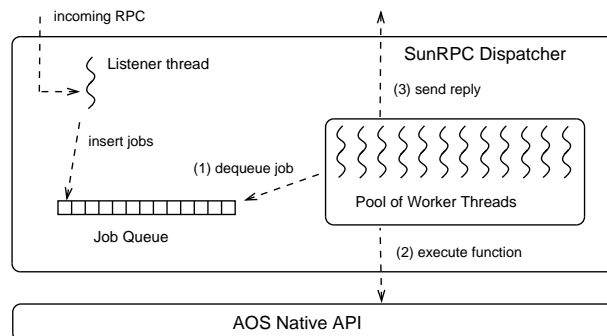 incoming RPC
SunRPC Dispatcher
Listener thread
(3) send reply
insert jobs
(1) dequeue job
Pool of Worker Threads
Job Queue
(2) execute function
AOS Native API